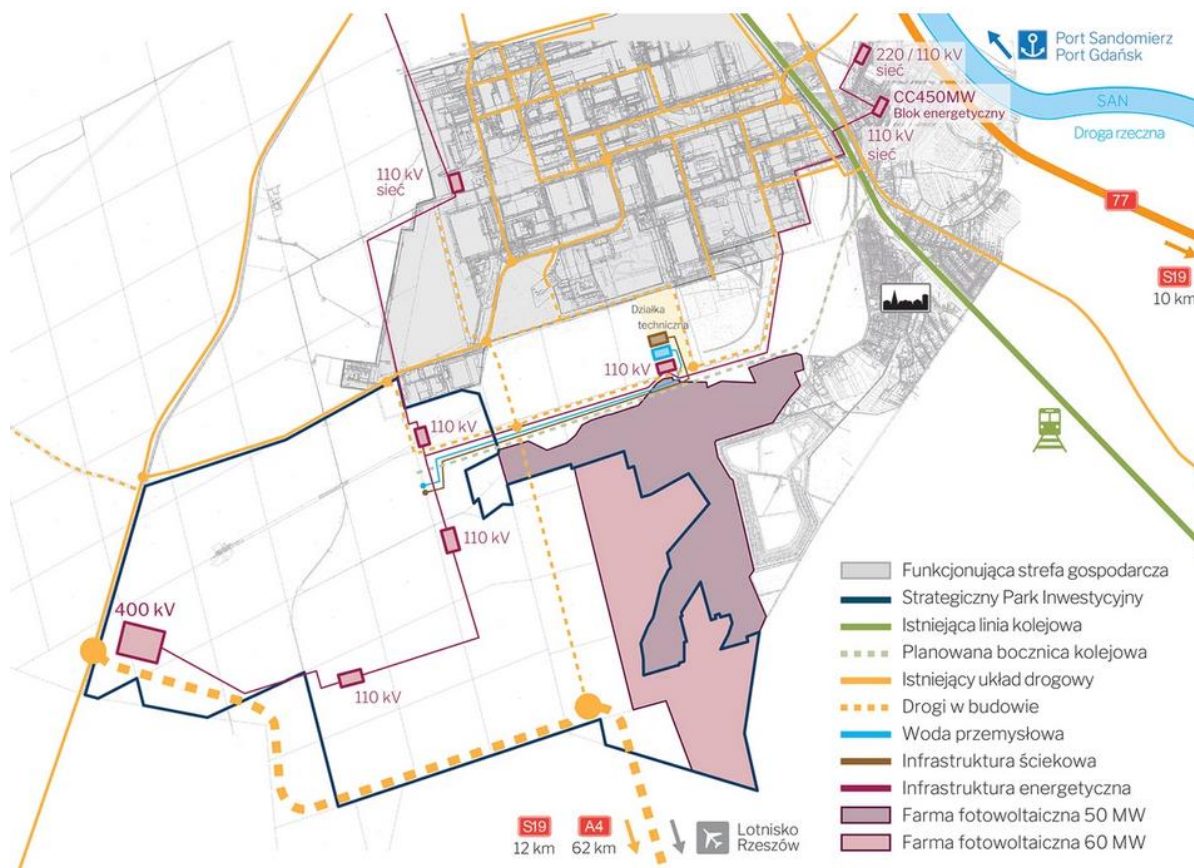 Port Sandomierz
Port Gdańsk
220 / 110 kV
sieć
CC450MW
Blok energetyczny
110 kV
sieć
SAN
Droga rzeczna
77
S19
10 km
110 kV
sieć
Działka
techniczna
110 kV
110 kV
110 kV
400 kV
110 kV
Funkcjonująca strefa gospodarcza
Strategiczny Park Inwestycyjny
Istniejąca linia kolejowa
Planowana bocznica kolejowa
Istniejący układ drogowy
Drogi w budowie
Woda przemysłowa
Infrastruktura ściekowa
Infrastruktura energetyczna
Farma fotowoltaiczna 50 MW
Farma fotowoltaiczna 60 MW
S19
12 km
A4
62 km
Lotnisko
Rzeszów